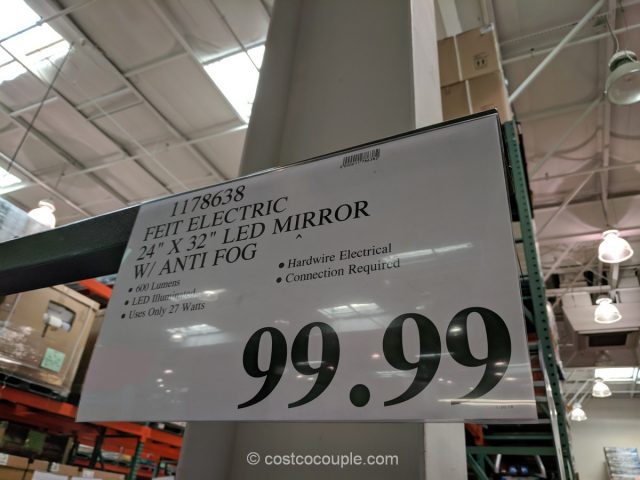 1178638
FEIT ELECTRIC
24" X 32" LED MIRROR
W/ ANTI FOG
• 600 Lumens
• LED Illuminated
• Uses Only 27 Watts
• Hardwire Electrical
• Connection Required
99.99
© costcocouple.com